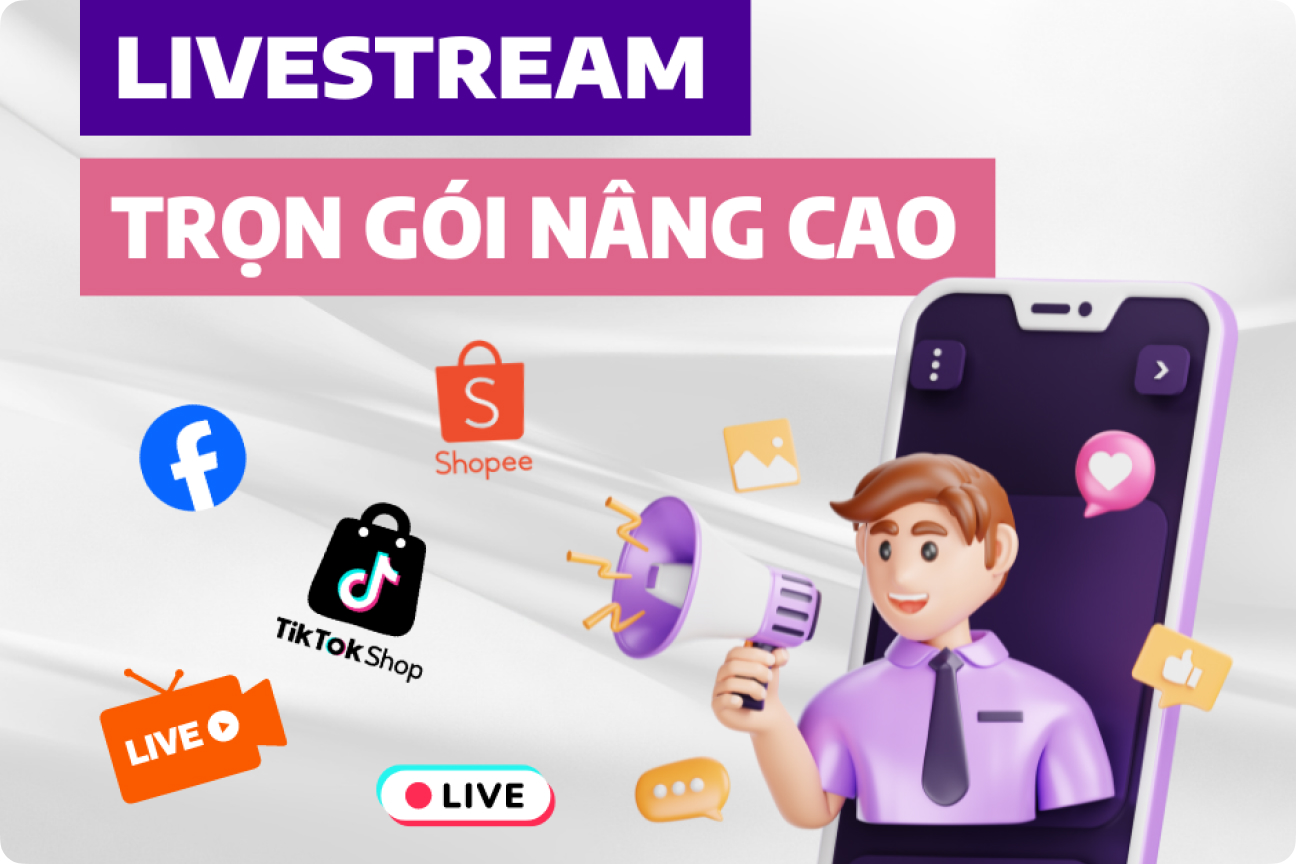 LIVESTREAM
TRỌN GÓI NÂNG CAO
S
Shopee
f
TikTok Shop
LIVE
LIVE